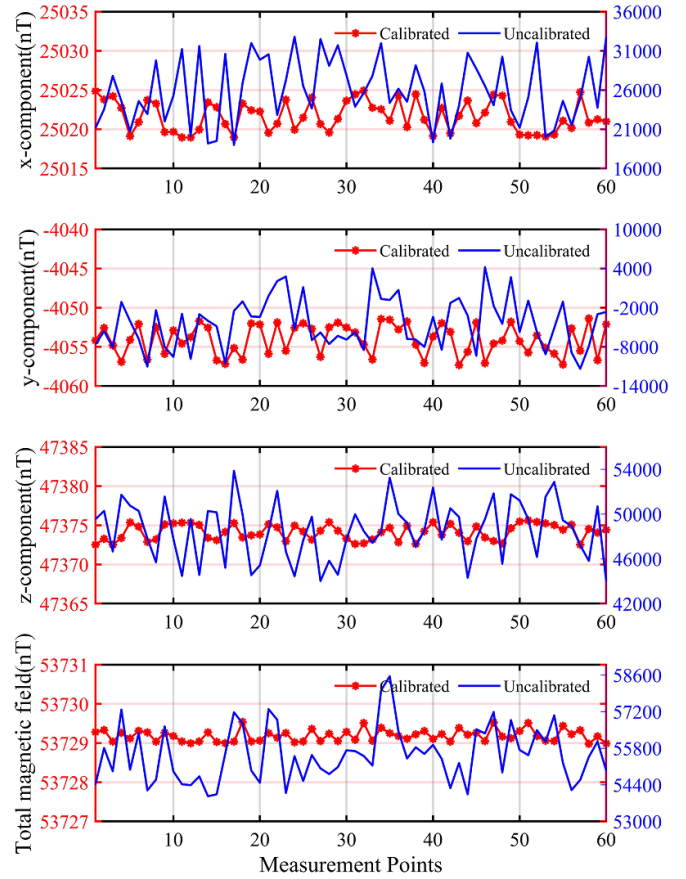 x-component(nT)
25035
25030
25025
25020
25015
Calibrated
Uncalibrated
36000
31000
26000
21000
16000
10 20 30 40 50 60
y-component(nT)
-4040
-4045
-4050
-4055
-4060
Calibrated
Uncalibrated
10000
4000
-2000
-8000
-14000
10 20 30 40 50 60
z-component(nT)
47385
47380
47375
47370
47365
Calibrated
Uncalibrated
54000
50000
46000
42000
10 20 30 40 50 60
Total magnetic field(nT)
53731
53730
53729
53728
53727
Calibrated
Uncalibrated
58600
57200
55800
54400
53000
10 20 30 40 50 60
Measurement Points